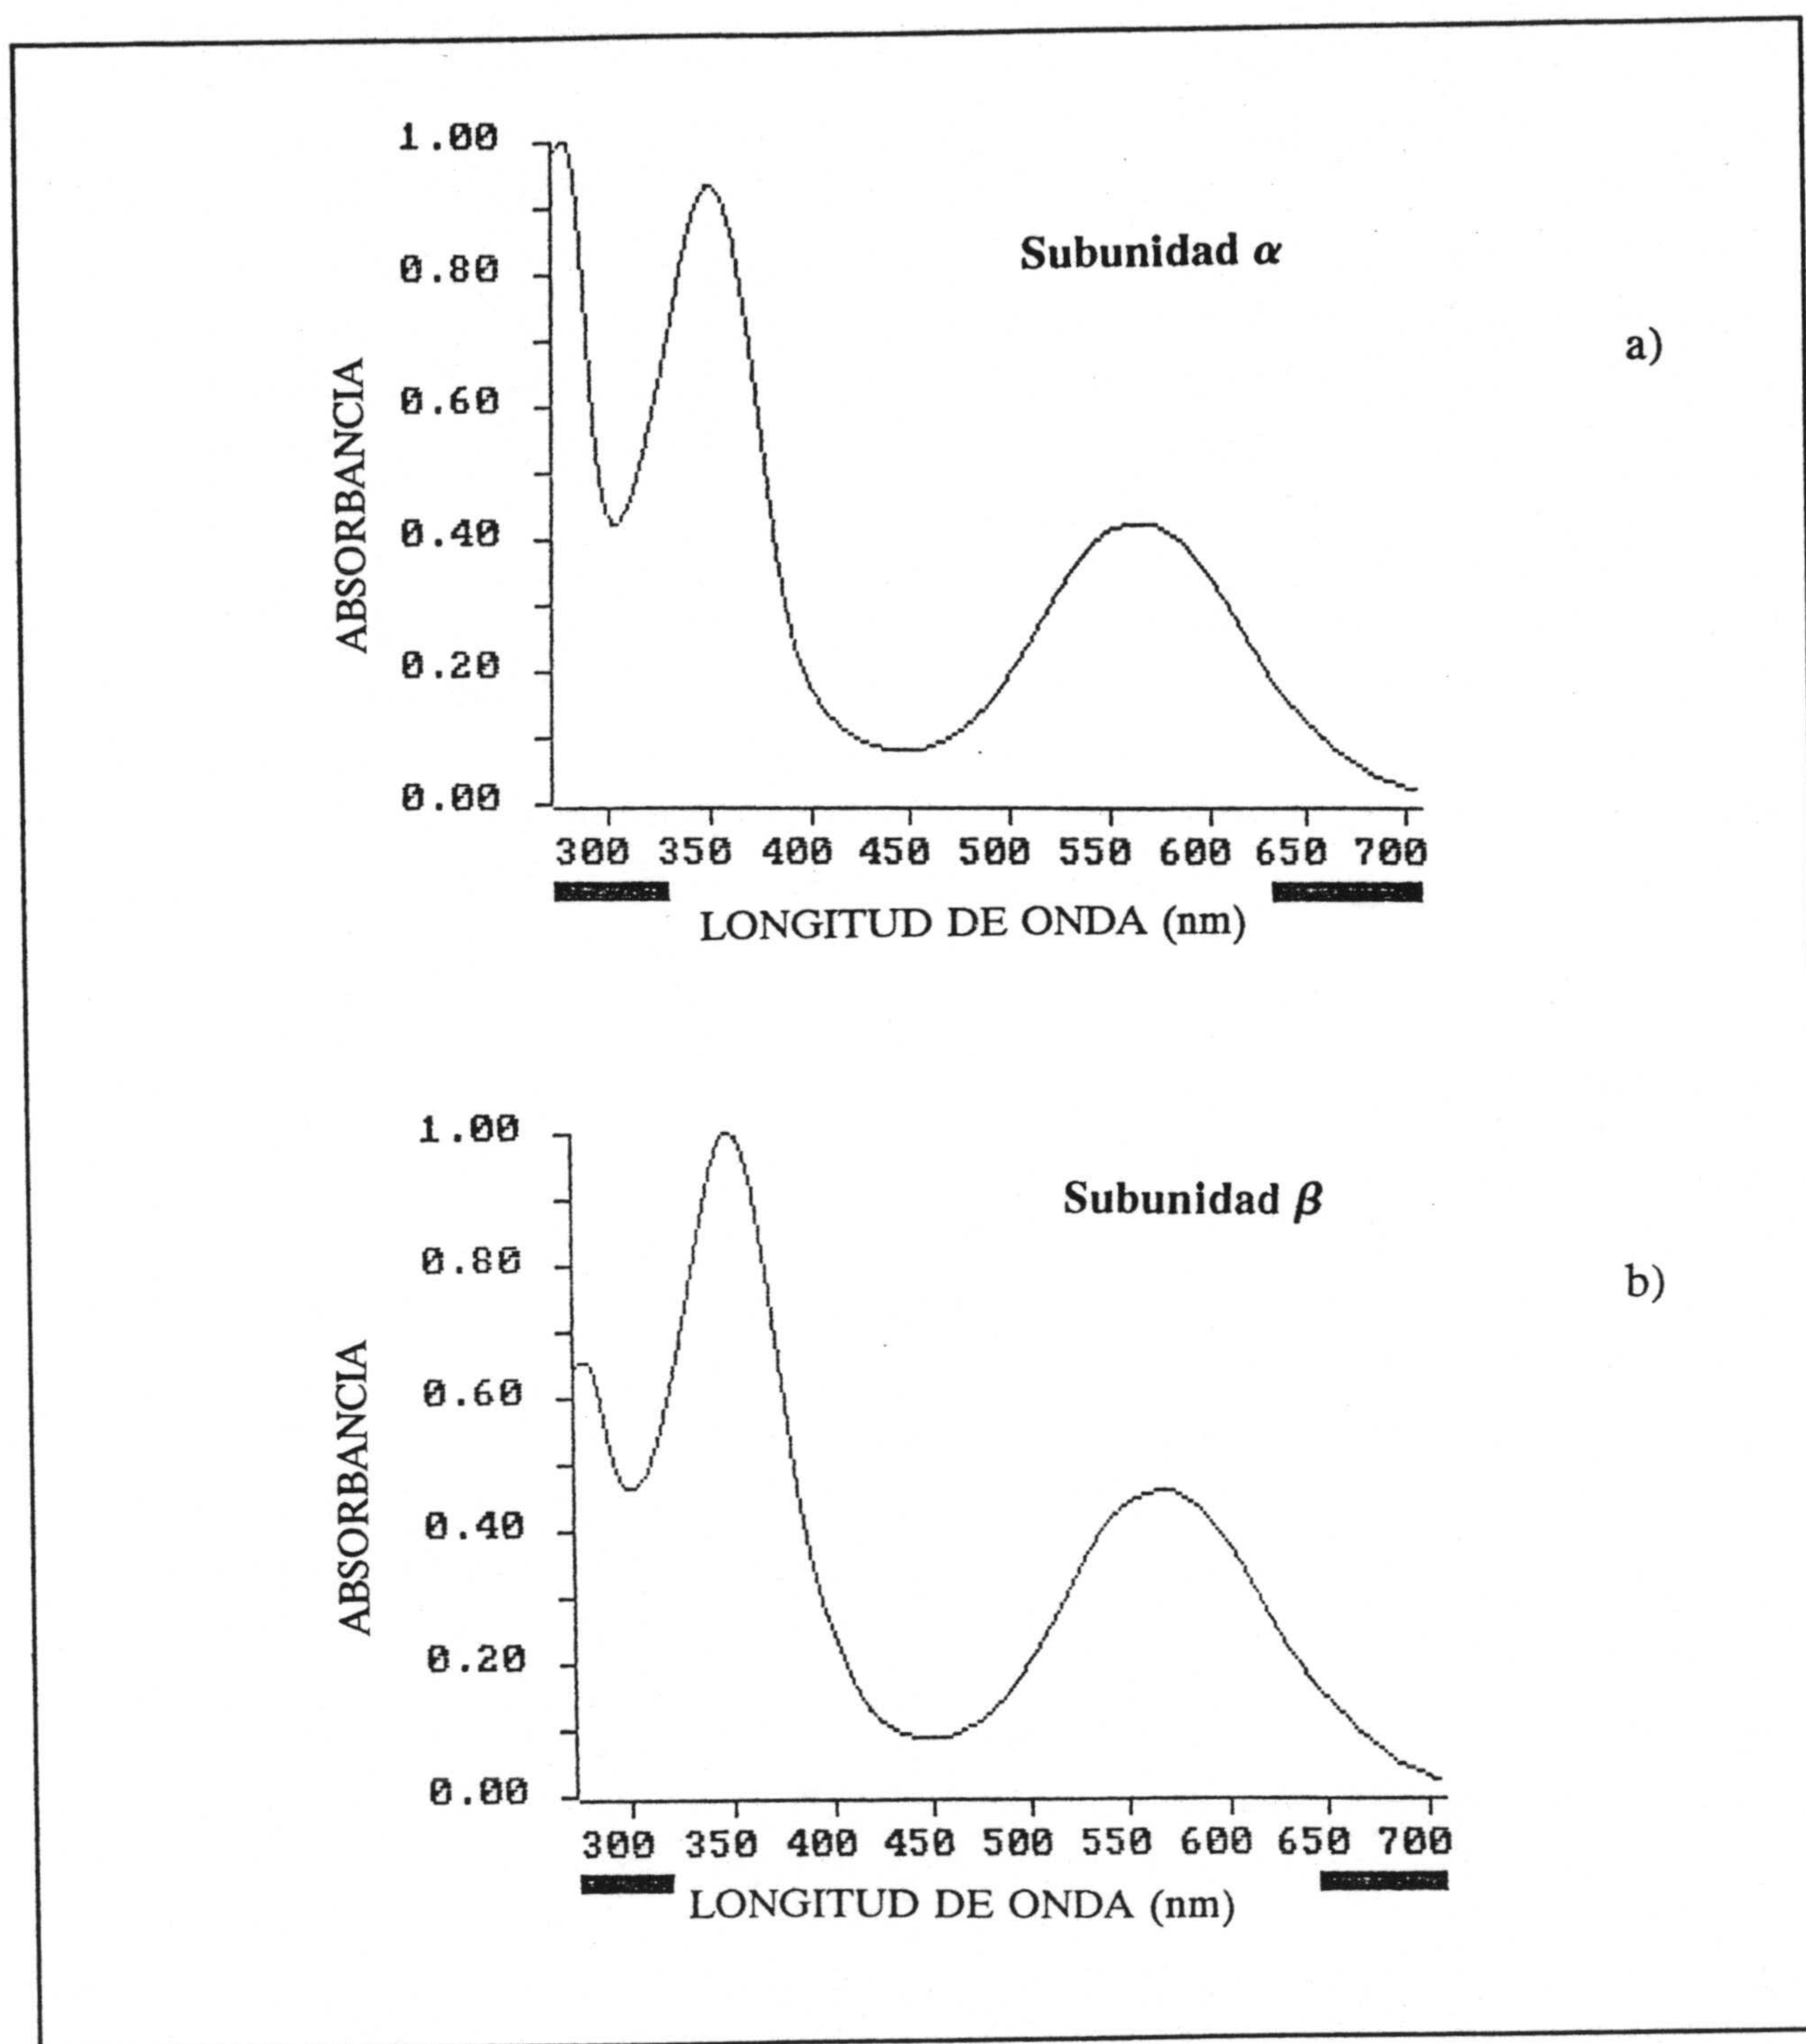 1.00
0.80
0.60
0.40
0.20
0.00
ABSORBANCIA
Subunidad α
a)
300 350 400 450 500 550 600 650 700
LONGITUD DE ONDA (nm)
1.00
0.80
0.60
0.40
0.20
0.00
ABSORBANCIA
Subunidad β
b)
300 350 400 450 500 550 600 650 700
LONGITUD DE ONDA (nm)